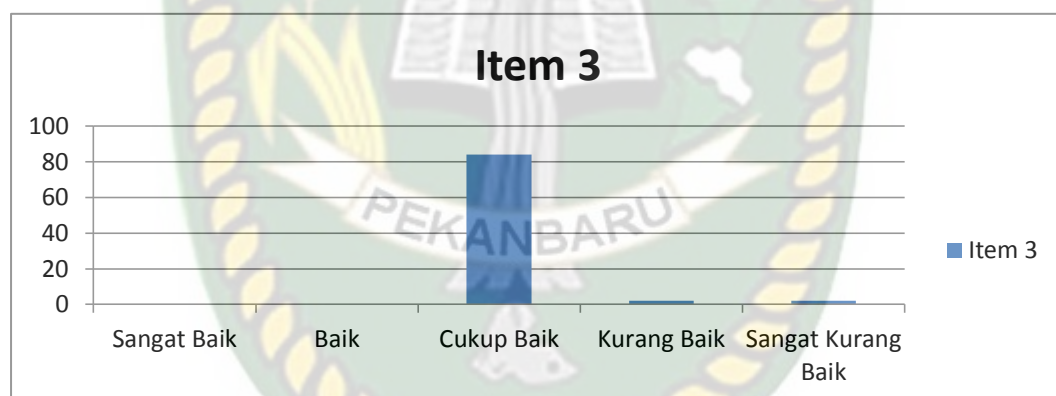 Item 3
100
80
60
40
20
0
PEKANBARU
Item 3
Sangat Baik Baik Cukup Baik Kurang Baik Sangat Kurang
Baik